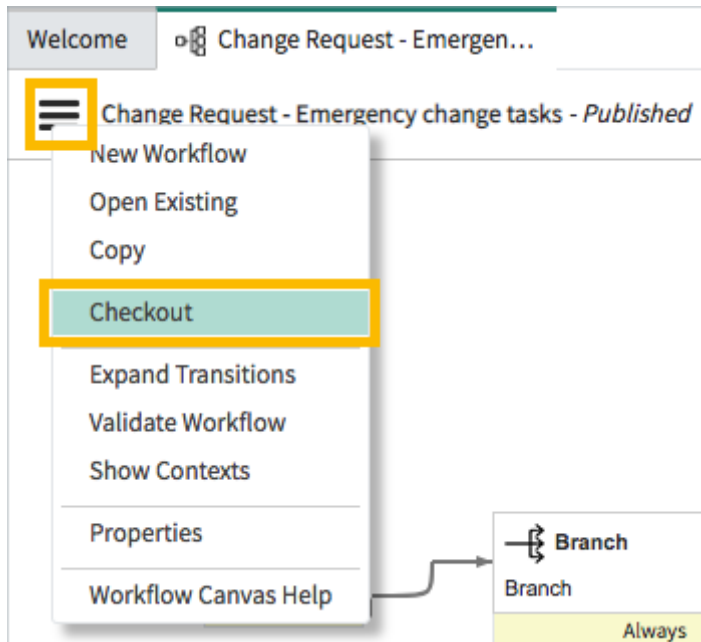 Welcome
Change Request - Emergen...
Change Request - Emergency change tasks - Published
New Workflow
Open Existing
Copy
Checkout
Expand Transitions
Validate Workflow
Show Contexts
Properties
Workflow Canvas Help
Branch
Branch
Always